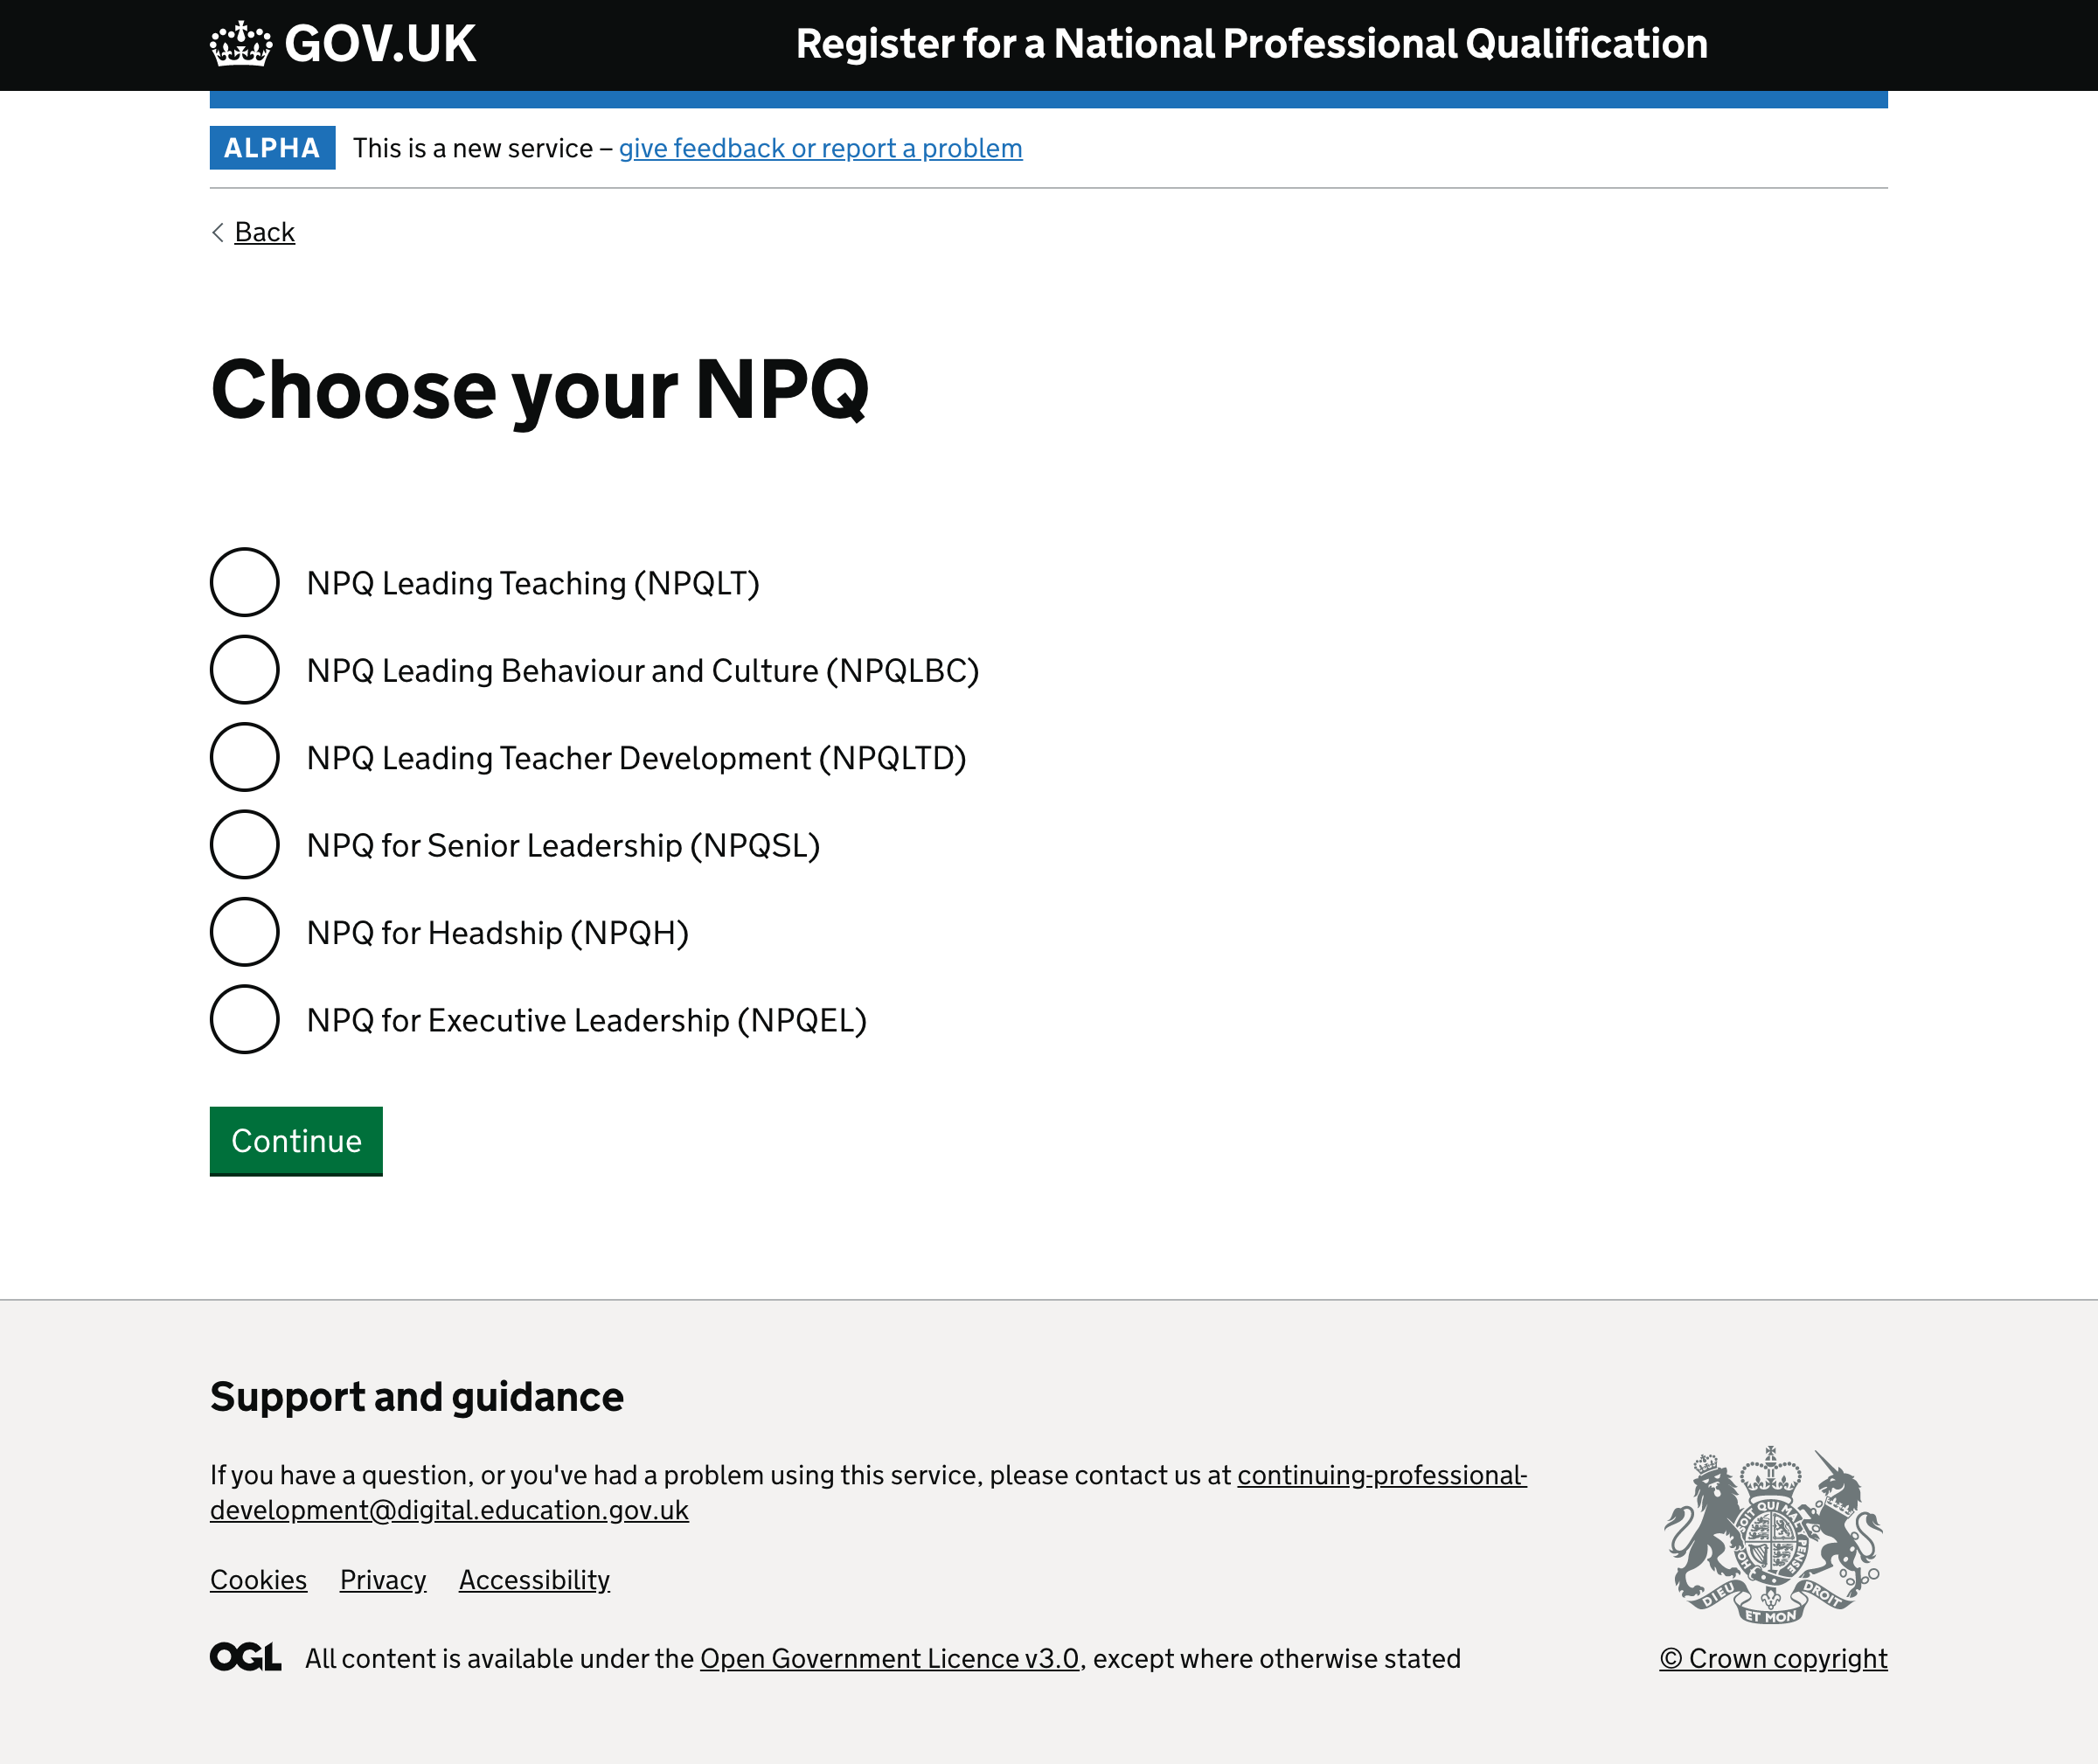 GOV.UK
Register for a National Professional Qualification
ALPHA This is a new service – give feedback or report a problem
Back
Choose your NPQ
NPQ Leading Teaching (NPQLT)
NPQ Leading Behaviour and Culture (NPQLBC)
NPQ Leading Teacher Development (NPQLTD)
NPQ for Senior Leadership (NPQSL)
NPQ for Headship (NPQH)
NPQ for Executive Leadership (NPQEL)
Continue
Support and guidance
If you have a question, or you've had a problem using this service, please contact us at continuing-professional-
development@digital.education.gov.uk
Cookies Privacy Accessibility
OGL All content is available under the Open Government Licence v3.0, except where otherwise stated
DIEU ET MON DROIT
© Crown copyright